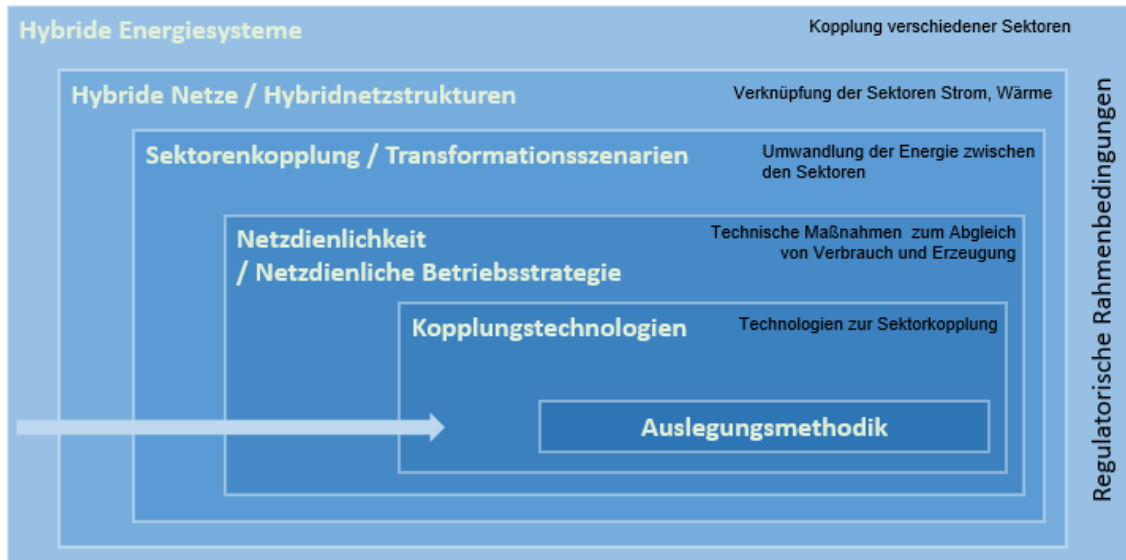 Hybride Energiesysteme
Kopplung verschiedener Sektoren
Hybride Netze / Hybridnetzstrukturen
Verknüpfung der Sektoren Strom, Wärme
Sektorenkopplung / Transformationsszenarien
Umwandlung der Energie zwischen
den Sektoren
Netzdienlichkeit
/ Netzdienliche Betriebsstrategie
Technische Maßnahmen zum Abgleich
von Verbrauch und Erzeugung
Kopplungstechnologien
Technologien zur Sektorkopplung
Auslegungsmethodik
Regulatorische Rahmenbedingungen